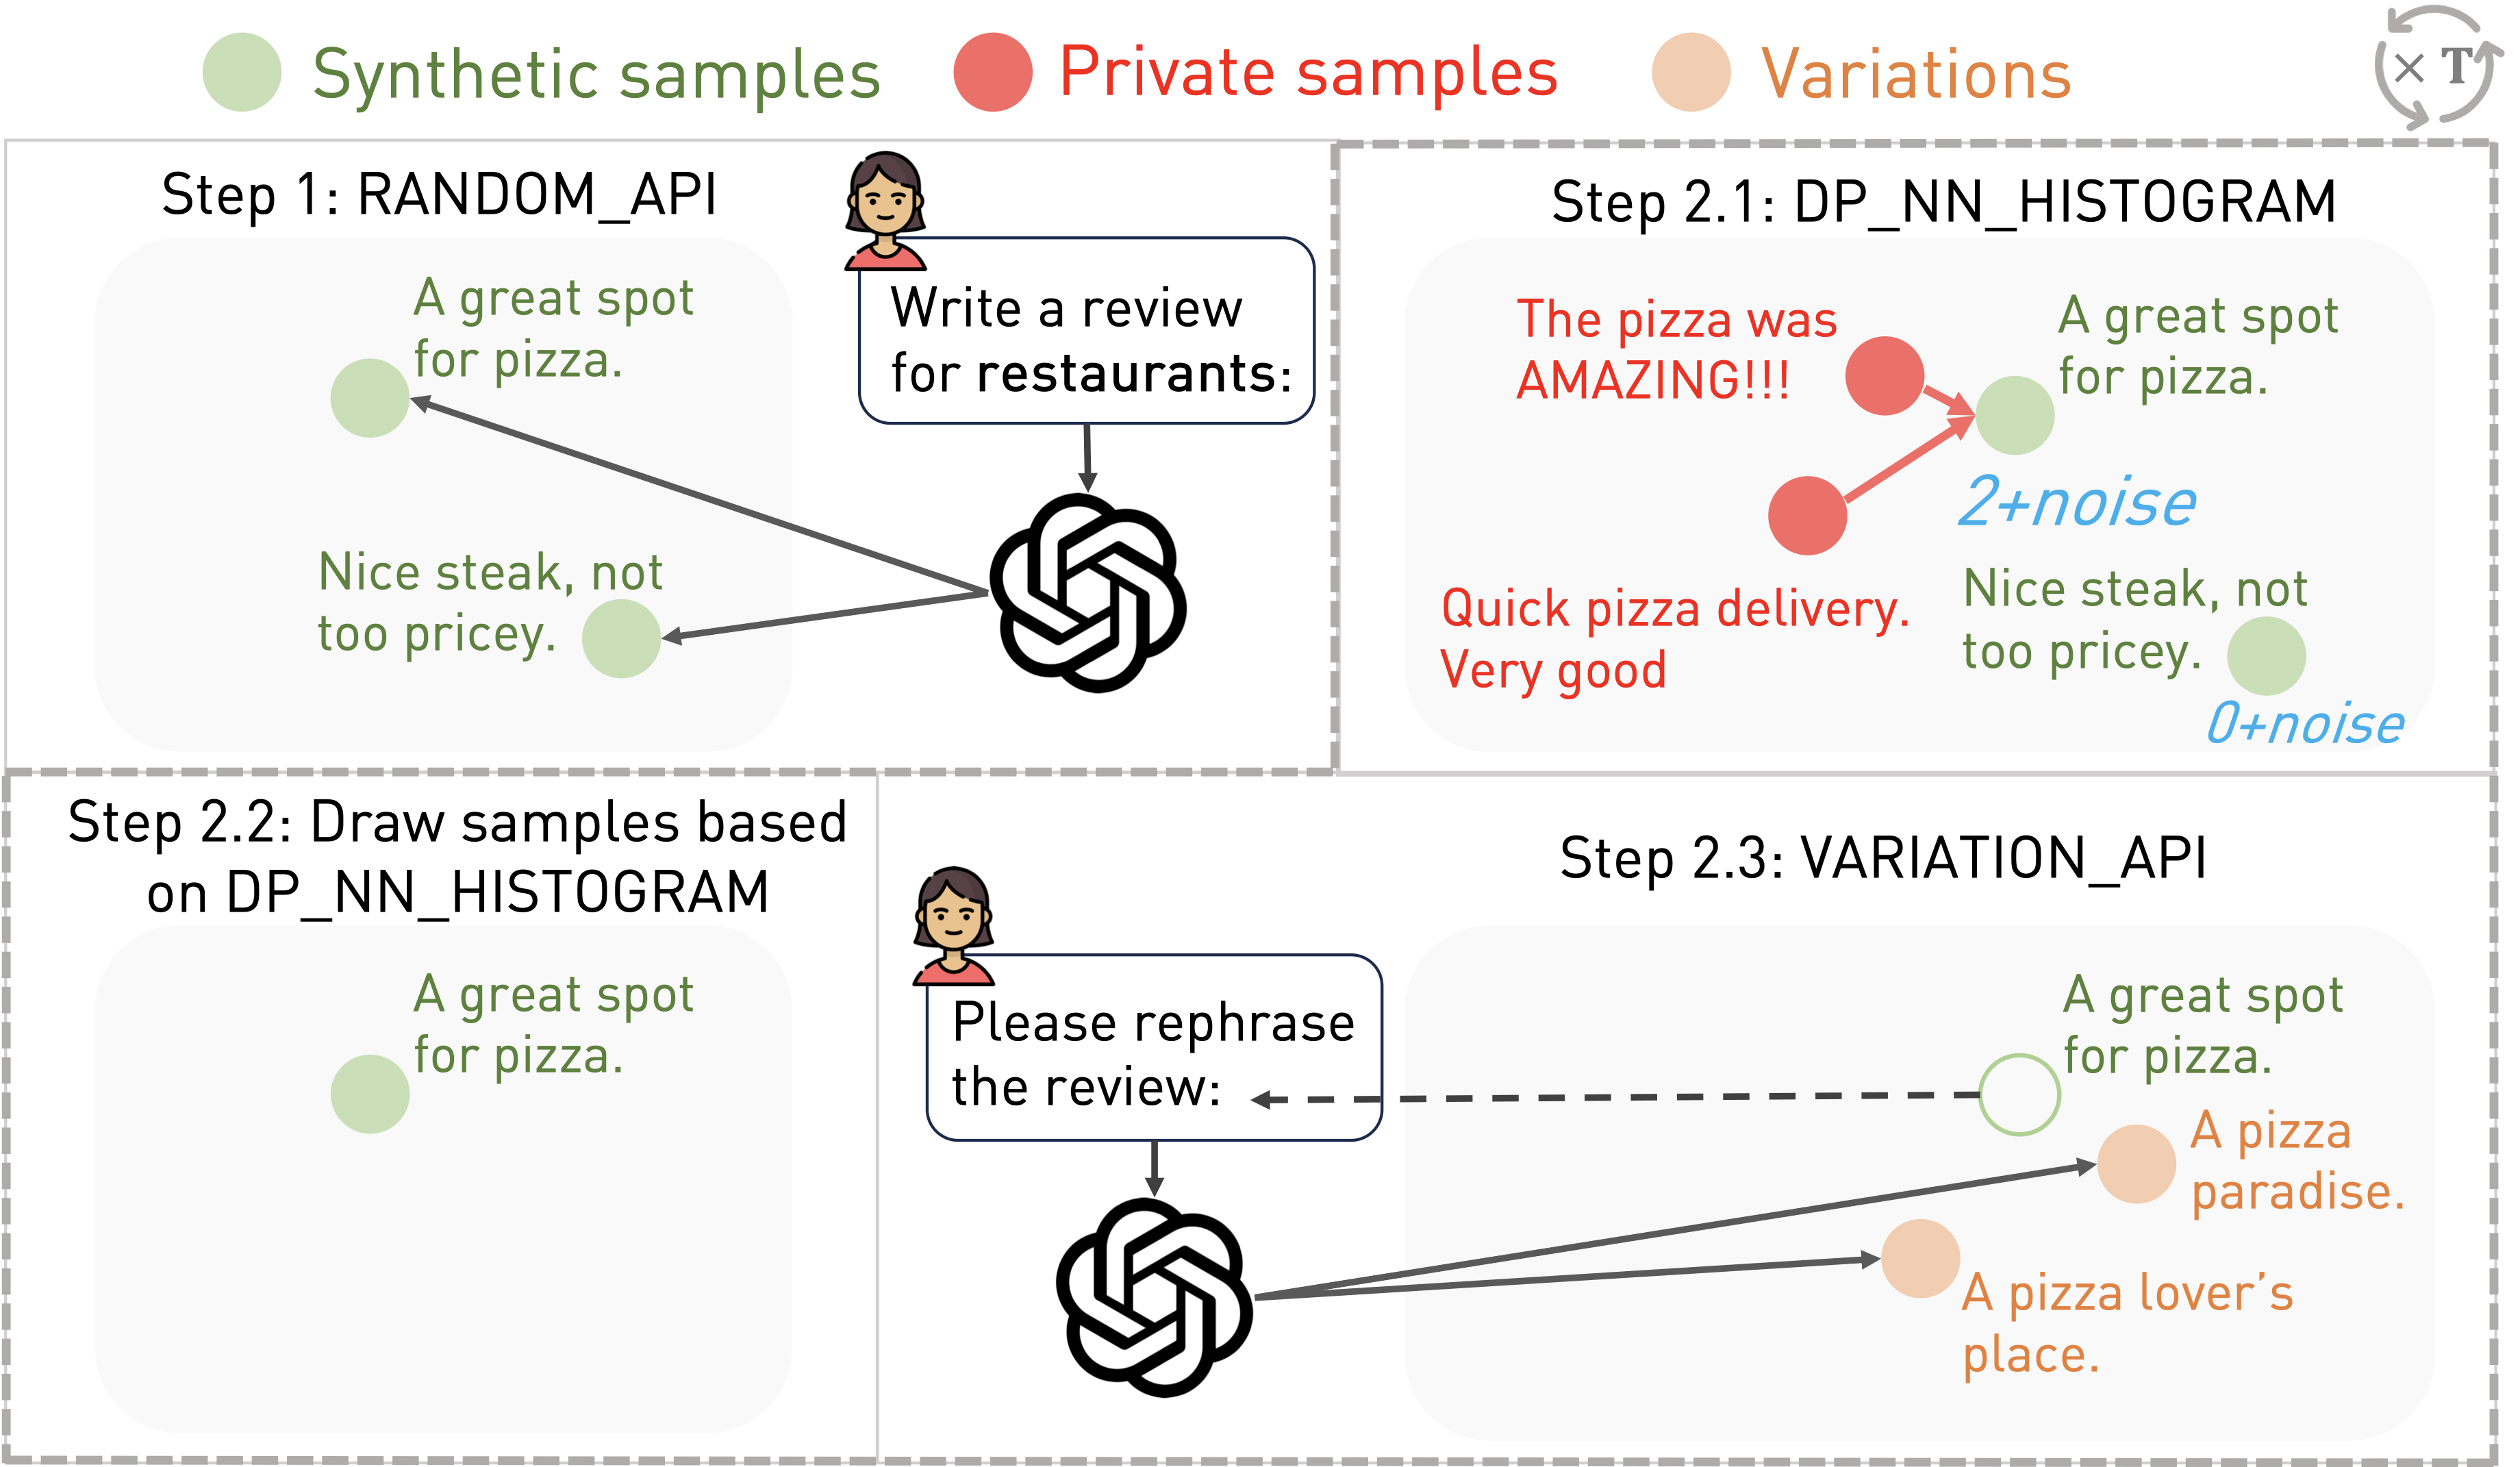 Synthetic samples
Private samples
Variations
× T
Step 1: RANDOM_API
A great spot
for pizza.
Nice steak, not
too pricey.
Write a review
for restaurants:
Step 2.1: DP_NN_HISTOGRAM
The pizza was
AMAZING!!!
A great spot
for pizza.
2+noise
Quick pizza delivery.
Very good
Nice steak, not
too pricey.
0+noise
Step 2.2: Draw samples based
on DP_NN_HISTOGRAM
A great spot
for pizza.
Step 2.3: VARIATION_API
Please rephrase
the review:
A great spot
for pizza.
A pizza
paradise.
A pizza lover's
place.